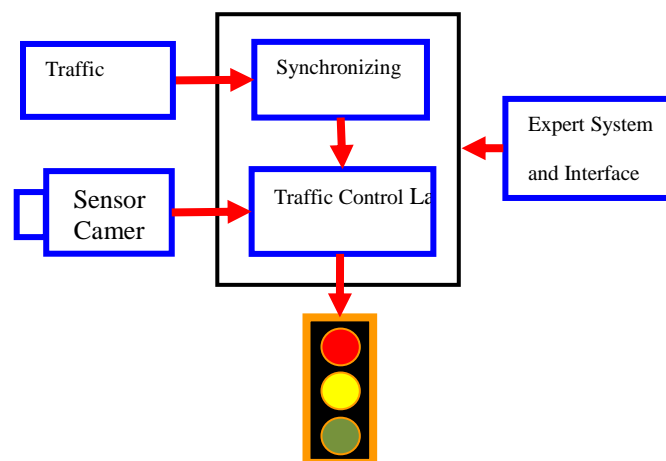 Traffic
Synchronizing
Expert System
and Interface
Sensor
Camer
Traffic Control La